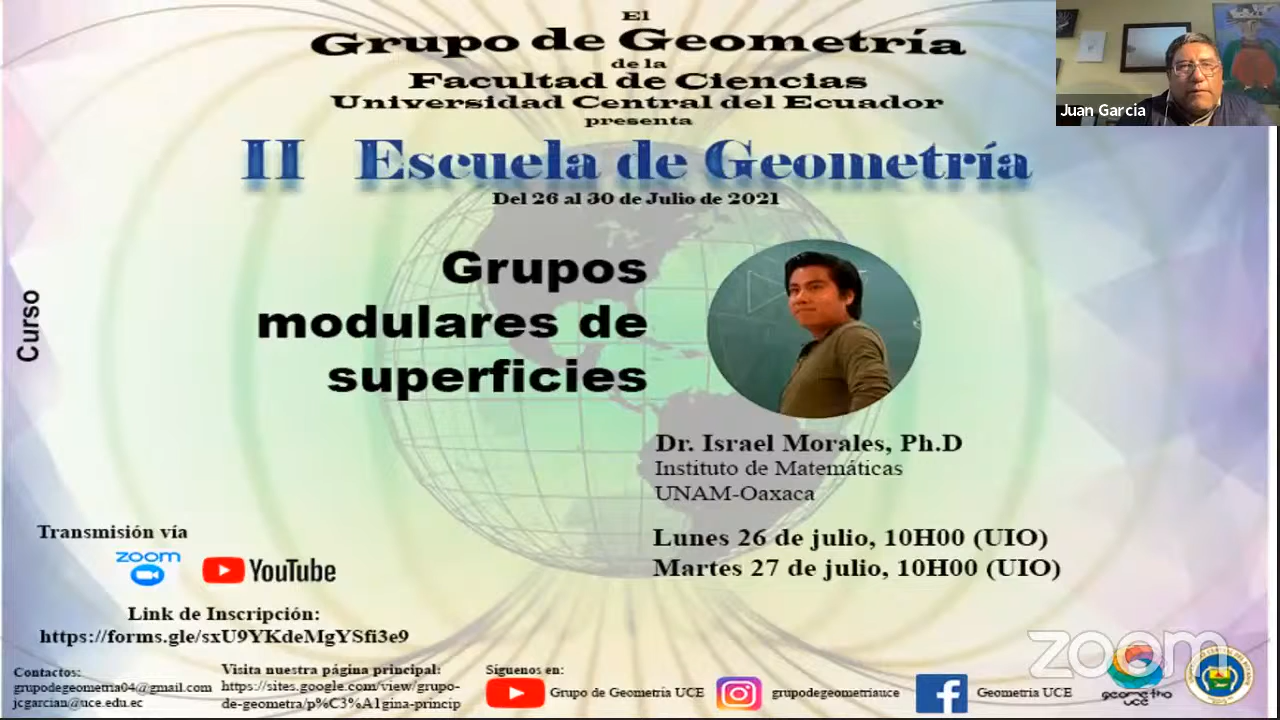 El
Grupo de Geometría
de la
Facultad de Ciencias
Universidad Central del Ecuador
presenta
II Escuela de Geometría
Del 26 al 30 de Julio de 2021
Juan Garcia
Curso
Grupos
modulares de
superficies
Dr. Israel Morales, Ph.D
Instituto de Matemáticas
UNAM-Oaxaca
Lunes 26 de julio, 10H00 (UIO)
Martes 27 de julio, 10H00 (UIO)
Transmisión vía
zoom
YouTube
Link de Inscripción:
https://forms.gle/sxU9YKdeMgYSfi3e9
Contactos:
grupodegeometria04@gmail.com
jcgarcian@uce.edu.ec
Visita nuestra página principal:
https://sites.google.com/view/grupo-
de-geometra/p%C3%A1gina-princip
Síguenos en:
Grupo de Geometría UCE
grupodegeometriauce
Geometría UCE
zoom